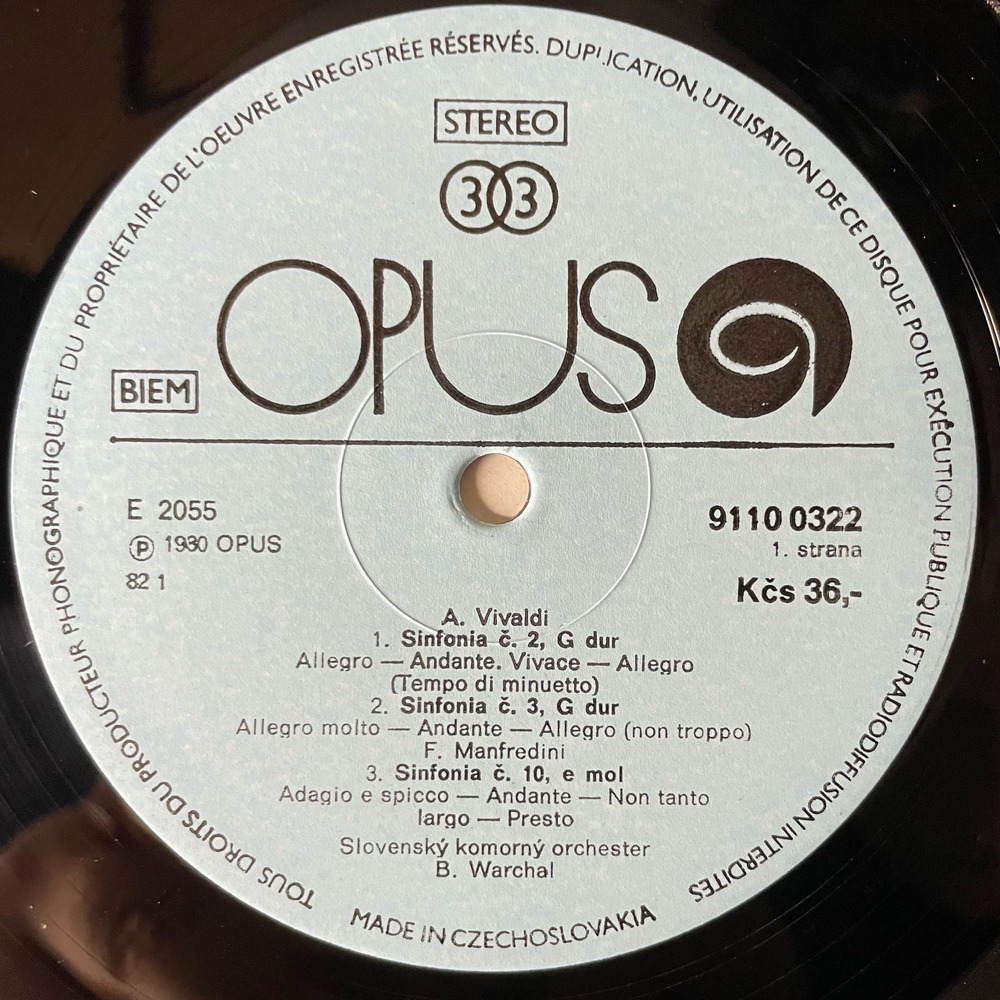 TOUS DROITS DU PRODUCTEUR PHONOGRAPHIQUE ET DU PROPRIÉTAIRE DE L'OEUVRE ENREGISTRÉE RÉSERVÉS. DUPLICATION, UTILISATION DE CE DISQUE POUR EXÉCUTION PUBLIQUE ET RADIODIFFUSION INTERDITES
STEREO
33
OPUS
BIEM
E 2055
Ⓟ 1980 OPUS
82 1
9110 0322
1. strana
Kčs 36,-
A. Vivaldi
1. Sinfonia č. 2, G dur
Allegro — Andante. Vivace — Allegro
(Tempo di minuetto)
2. Sinfonia č. 3, G dur
Allegro molto — Andante — Allegro (non troppo)
F. Manfredini
3. Sinfonia č. 10, e mol
Adagio e spicco — Andante — Non tanto
largo — Presto
Slovenský komorný orchester
B. Warchal
MADE IN CZECHOSLOVAKIA